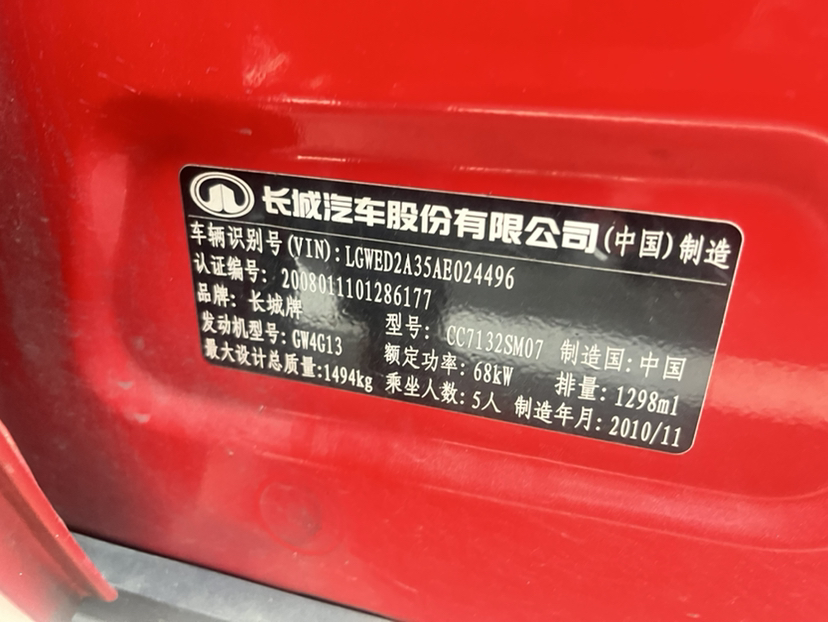 长城汽车股份有限公司(中国)制造
车辆识别号(VIN):LGWED2A35AE024496
认证编号: 2008011101286177
品牌: 长城牌 型号: CC7132SM07 制造国:中国
发动机型号:GW4G13 额定功率:68kW 排量:1298ml
最大设计总质量:1494kg 乘坐人数:5人 制造年月:2010/11